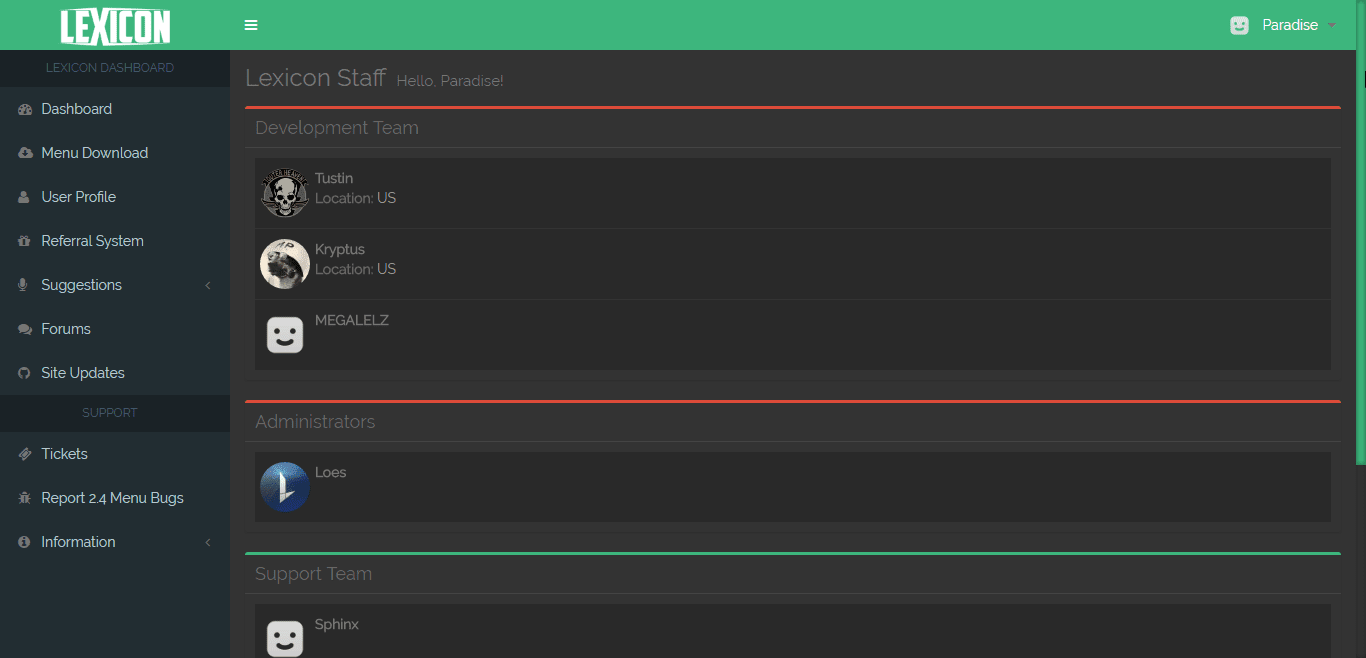 LEXICON
Paradise
LEXICON DASHBOARD
Dashboard
Menu Download
User Profile
Referral System
Suggestions
Forums
Site Updates
SUPPORT
Tickets
Report 2.4 Menu Bugs
Information
Lexicon Staff Hello, Paradise!
Development Team
OUTER HEAVEN
Tustin
Location: US
Kryptus
Location: US
MEGALELZ
Administrators
Loes
Support Team
Sphinx